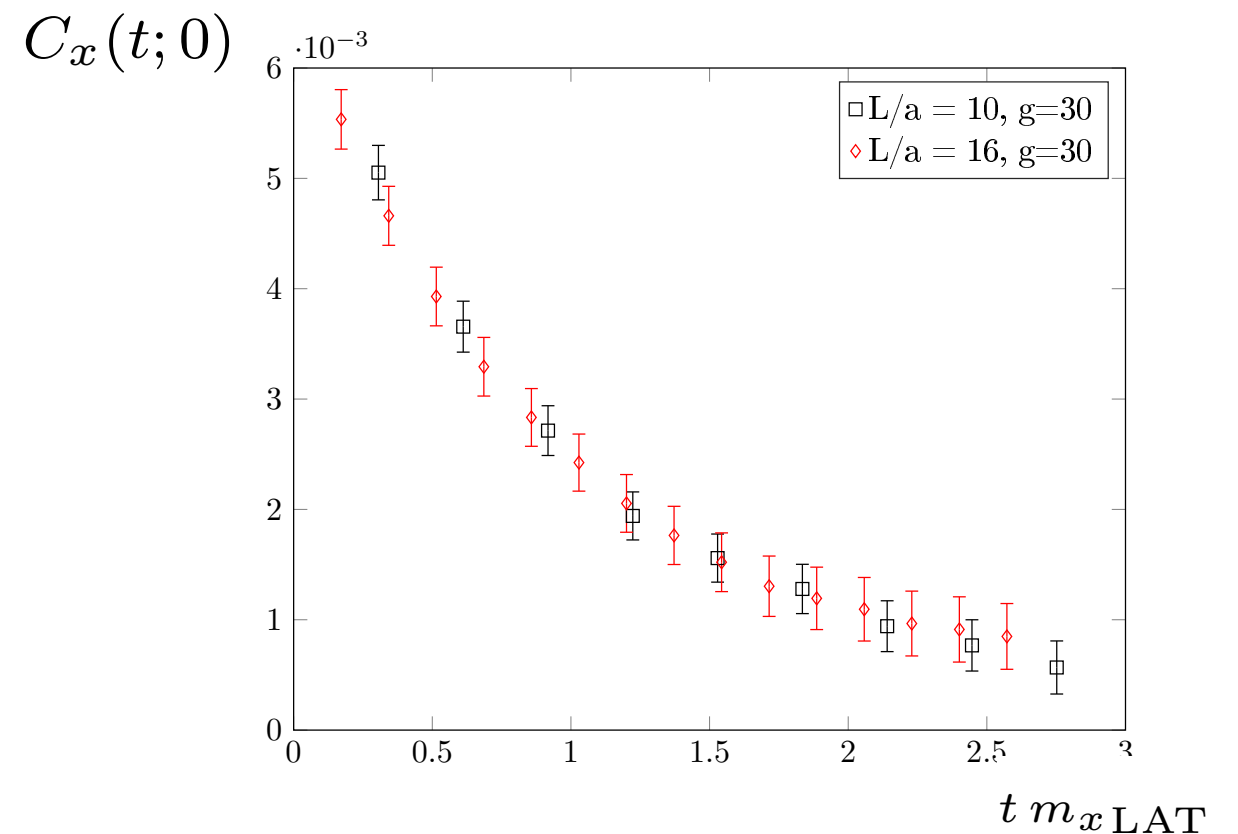 C_x(t; 0)
·10⁻³
6
5
4
3
2
1
0
L/a = 10, g=30
L/a = 16, g=30
0 0.5 1 1.5 2 2.5 3
t m_x LAT